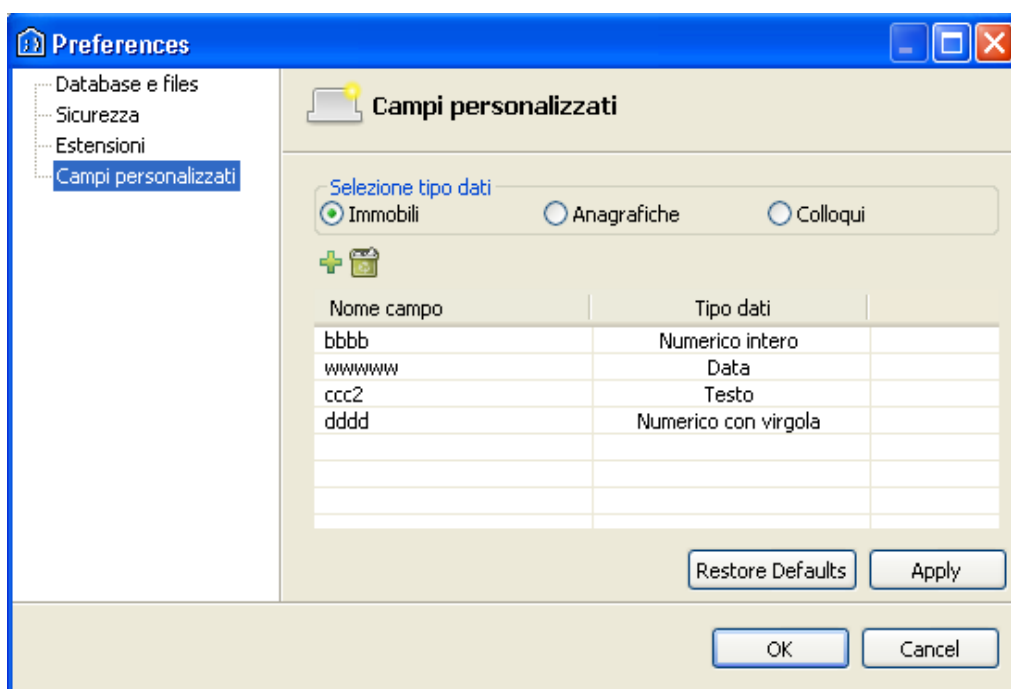 Preferences
Database e files
Sicurezza
Estensioni
Campi personalizzati
Campi personalizzati
Selezione tipo dati
Immobili Anagrafiche Colloqui
Nome campo Tipo dati
bbbb Numerico intero
wwwww Data
ccc2 Testo
dddd Numerico con virgola
Restore Defaults Apply
OK Cancel